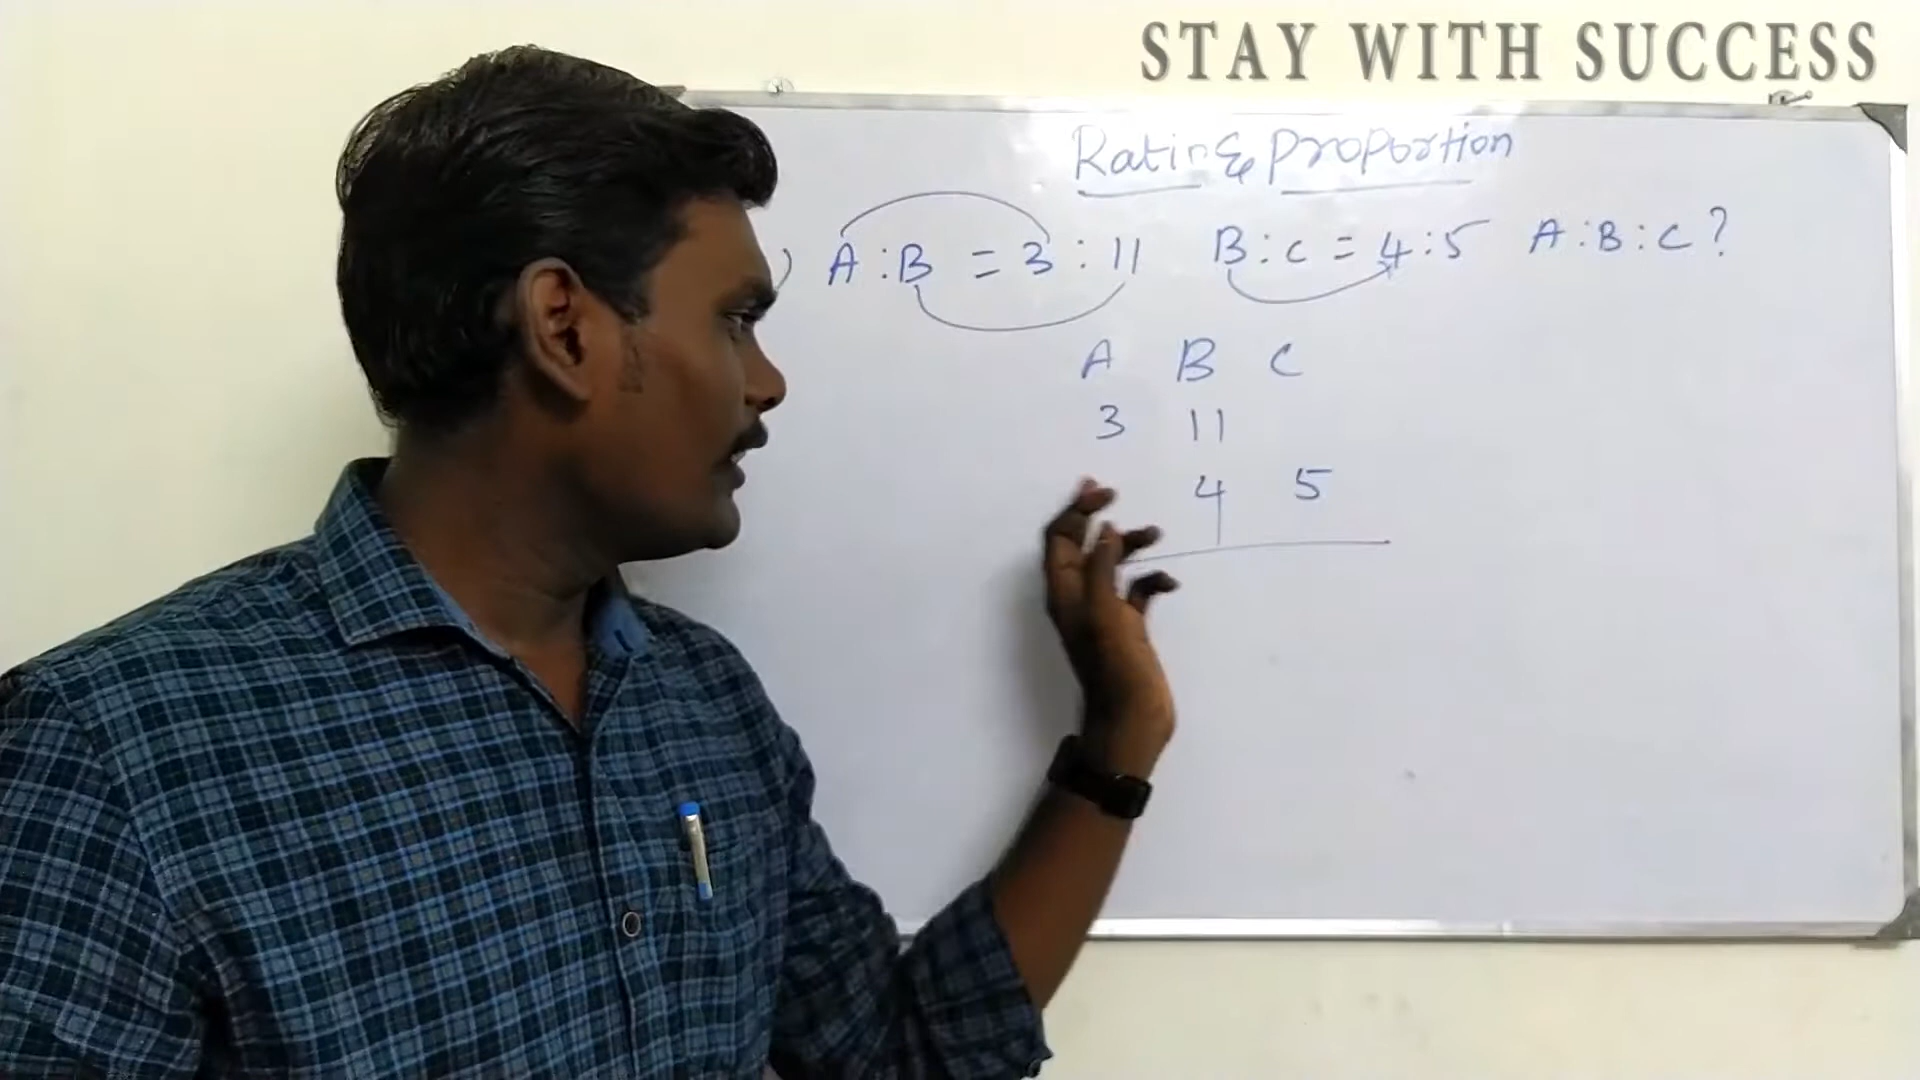 STAY WITH SUCCESS
Ratio & Proportion
) A:B = 3:11 B:C = 4:5 A:B:C?
A B C
3 11
4 5